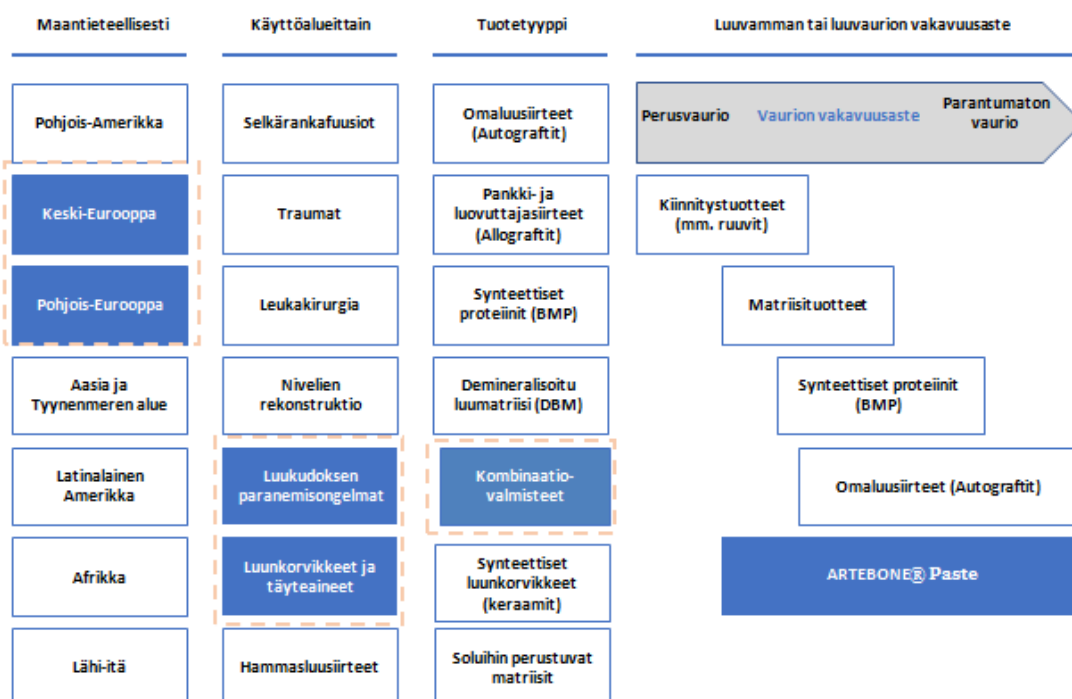 Maantieteellisesti
Käyttöalueittain
Tuotetyyppi
Luuvamman tai luuvaurion vakavuusaste
Pohjois-Amerikka
Keski-Eurooppa
Pohjois-Eurooppa
Aasia ja
Tyynenmeren alue
Latinalainen
Amerikka
Afrikka
Lähi-itä
Selkärankafuusiot
Traumat
Leukakirurgia
Nivelien
rekonstruktio
Luukudoksen
paranemisongelmat
Luunkorvikkeet ja
täyteaineet
Hammasluusiirteet
Omaluusiirteet
(Autograftit)
Pankki- ja
luovuttajasiirteet
(Allograftit)
Synteettiset
proteiinit (BMP)
Demineralisoitu
luumatriisi (DBM)
Kombinaatio-
valmisteet
Synteettiset
luunkorvikkeet
(keraamit)
Soluihin perustuvat
matriisit
Perusvaurio
Vaurion vakavuusaste
Parantumaton
vaurio
Kiinnitystuotteet
(mm. ruuvit)
Matriisituotteet
Synteettiset proteiinit
(BMP)
Omaluusiirteet (Autograftit)
ARTEBONE® Paste